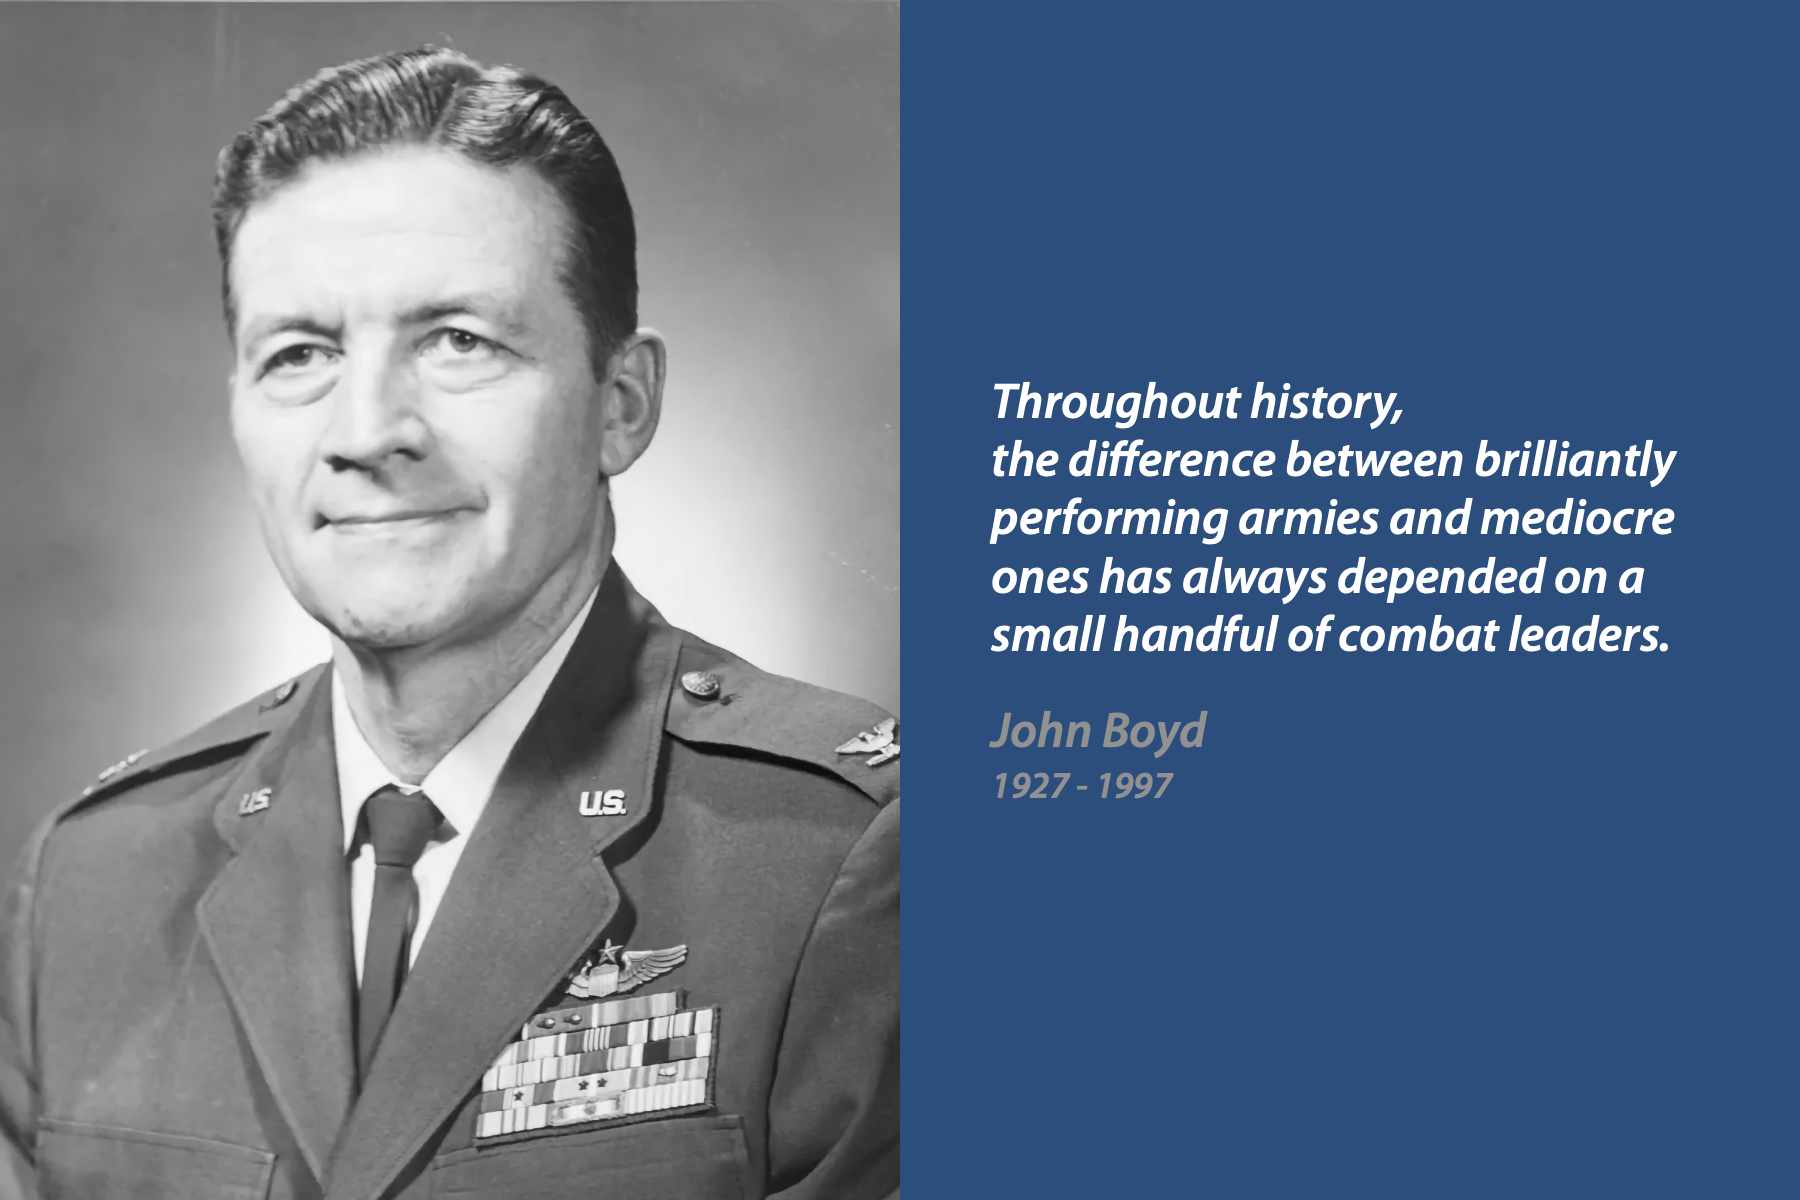 Throughout history,
the difference between brilliantly
performing armies and mediocre
ones has always depended on a
small handful of combat leaders.
John Boyd
1927 - 1997
U.S.
U.S.